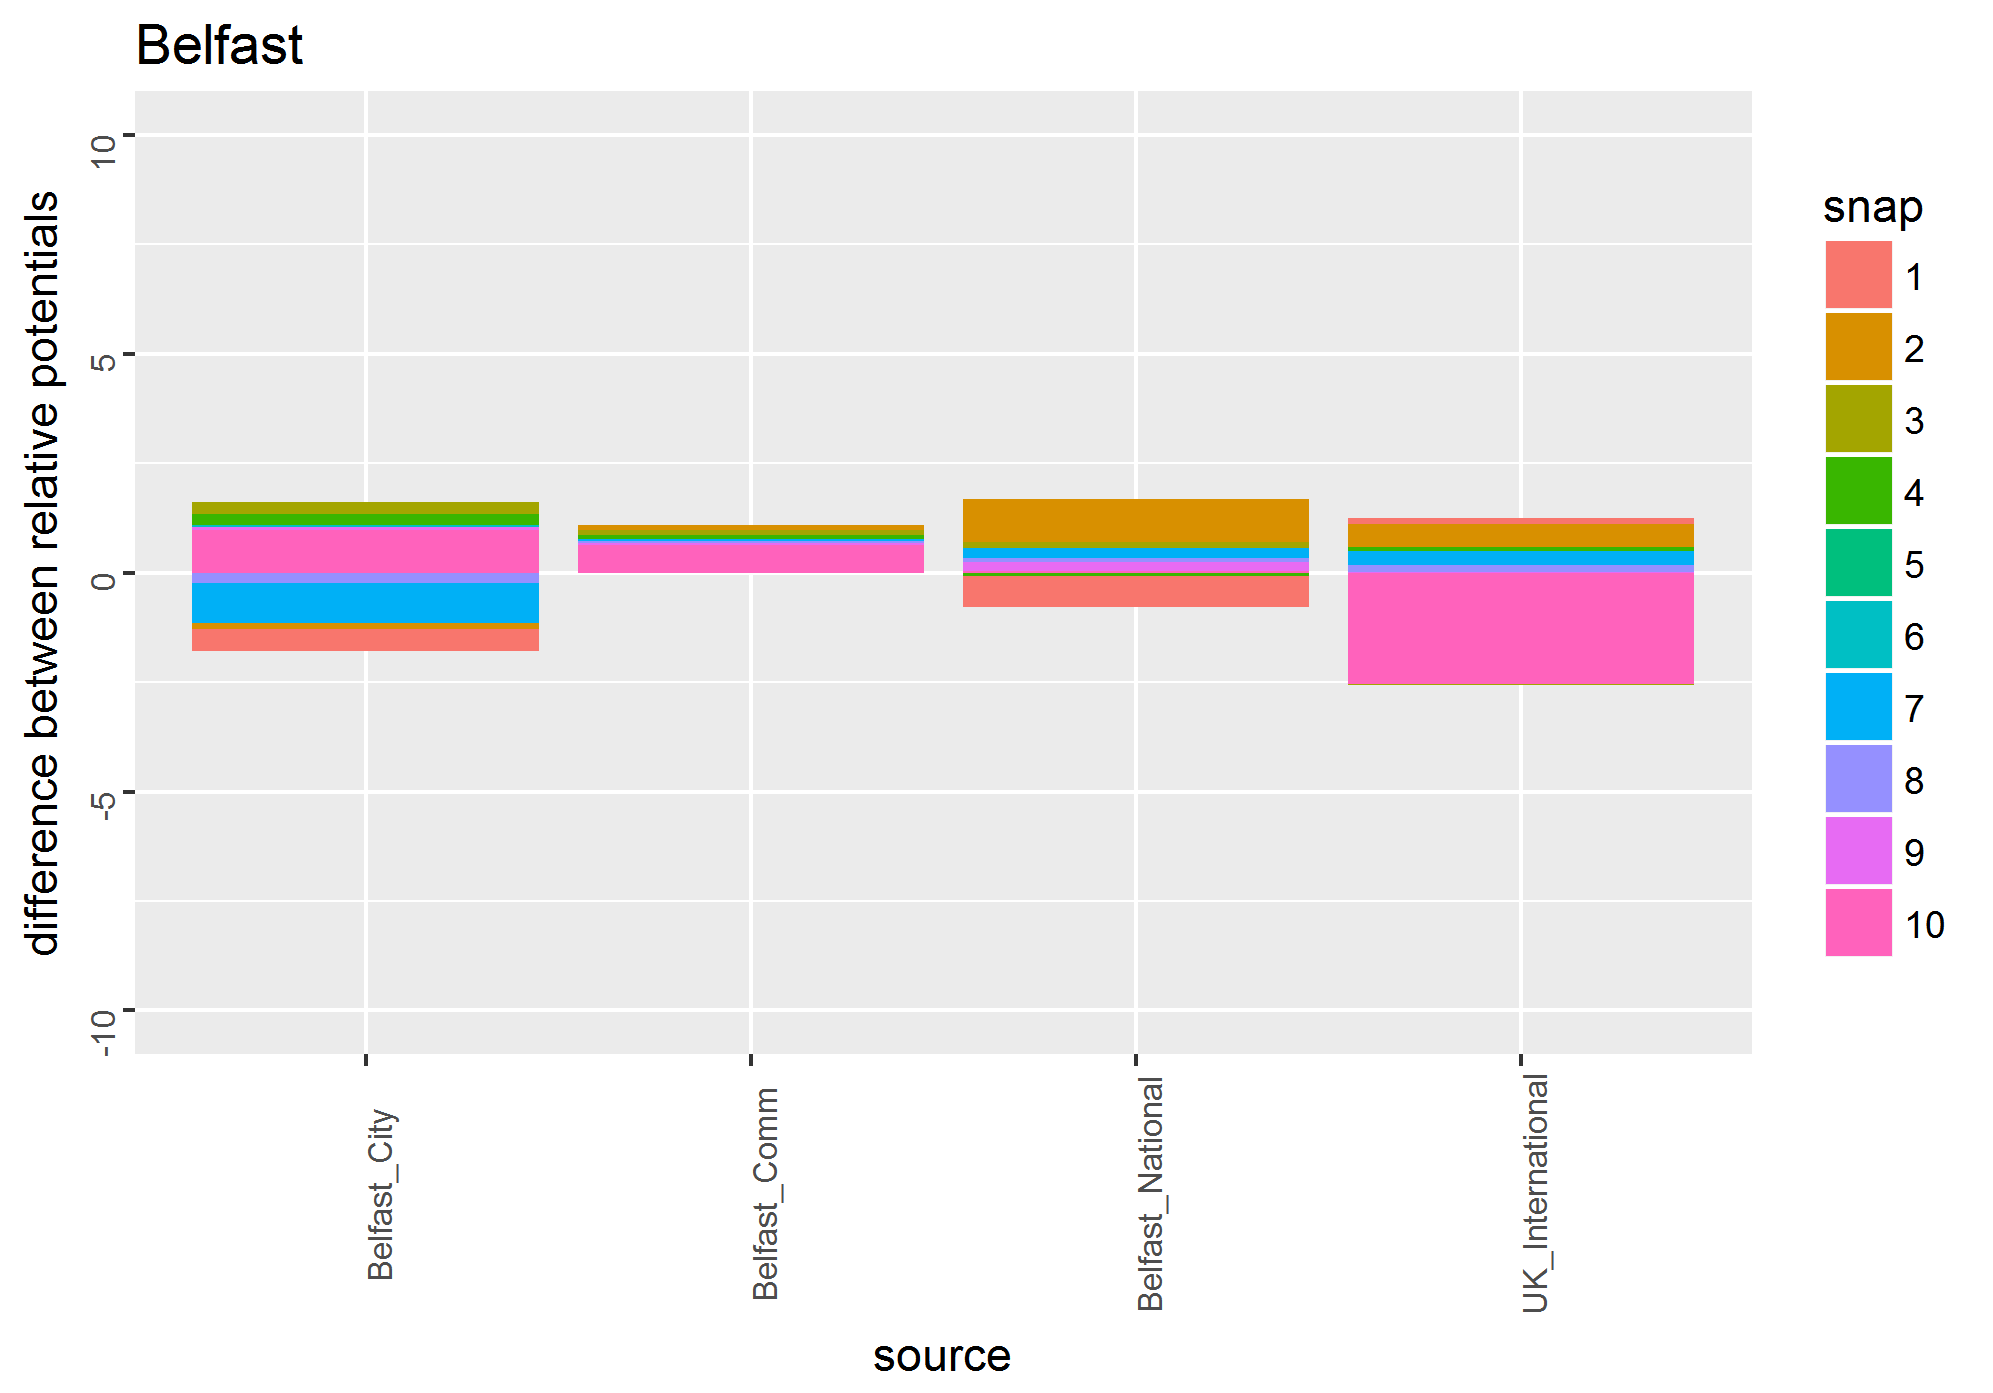 Belfast
difference between relative potentials
10
5
0
-5
-10
Belfast_City
Belfast_Comm
Belfast_National
UK_International
source
snap
1
2
3
4
5
6
7
8
9
10